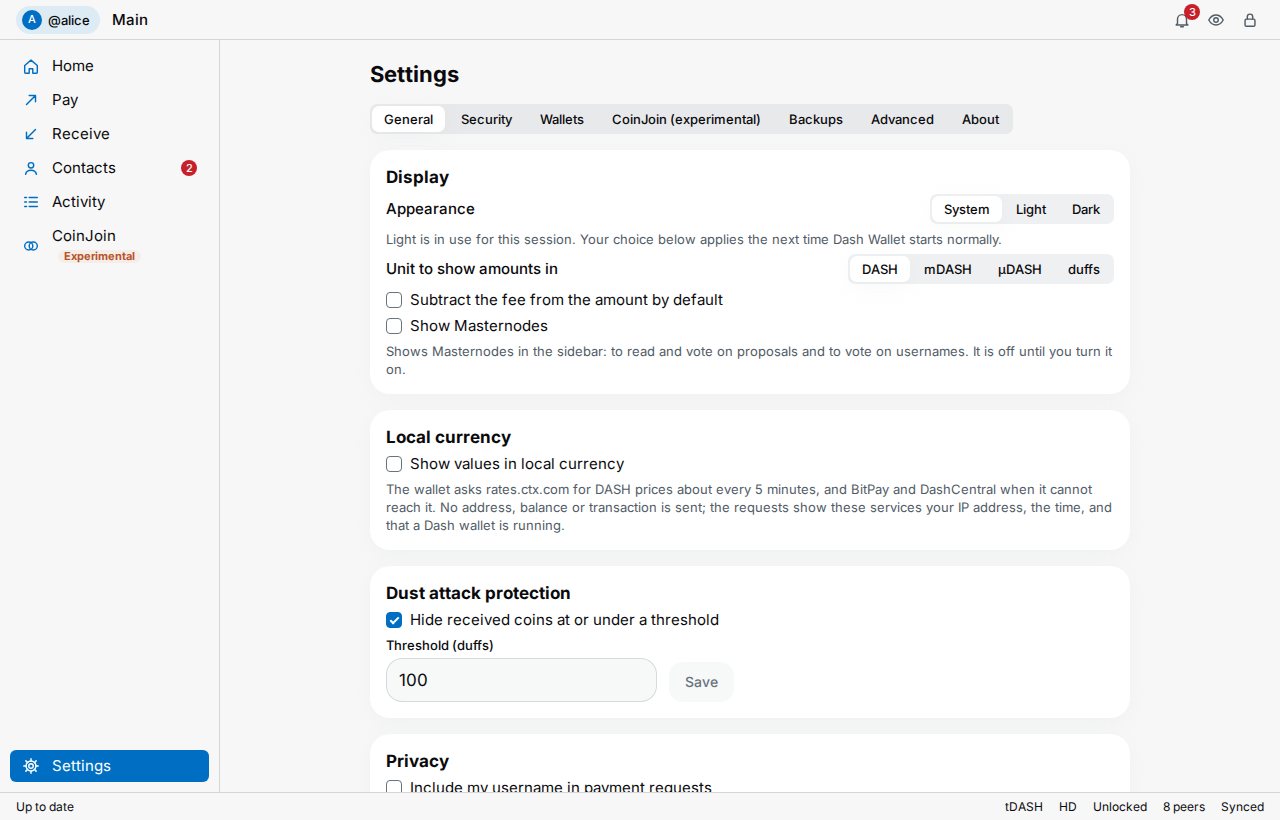 A @alice Main
3
Home
Pay
Receive
Contacts 2
Activity
CoinJoin
Experimental
Settings
Settings
General Security Wallets CoinJoin (experimental) Backups Advanced About
Display
Appearance System Light Dark
Light is in use for this session. Your choice below applies the next time Dash Wallet starts normally.
Unit to show amounts in DASH mDASH µDASH duffs
Subtract the fee from the amount by default
Show Masternodes
Shows Masternodes in the sidebar: to read and vote on proposals and to vote on usernames. It is off until you turn it
on.
Local currency
Show values in local currency
The wallet asks rates.ctx.com for DASH prices about every 5 minutes, and BitPay and DashCentral when it cannot
reach it. No address, balance or transaction is sent; the requests show these services your IP address, the time, and
that a Dash wallet is running.
Dust attack protection
Hide received coins at or under a threshold
Threshold (duffs)
100 Save
Privacy
Include my username in payment requests
Up to date tDASH HD Unlocked 8 peers Synced